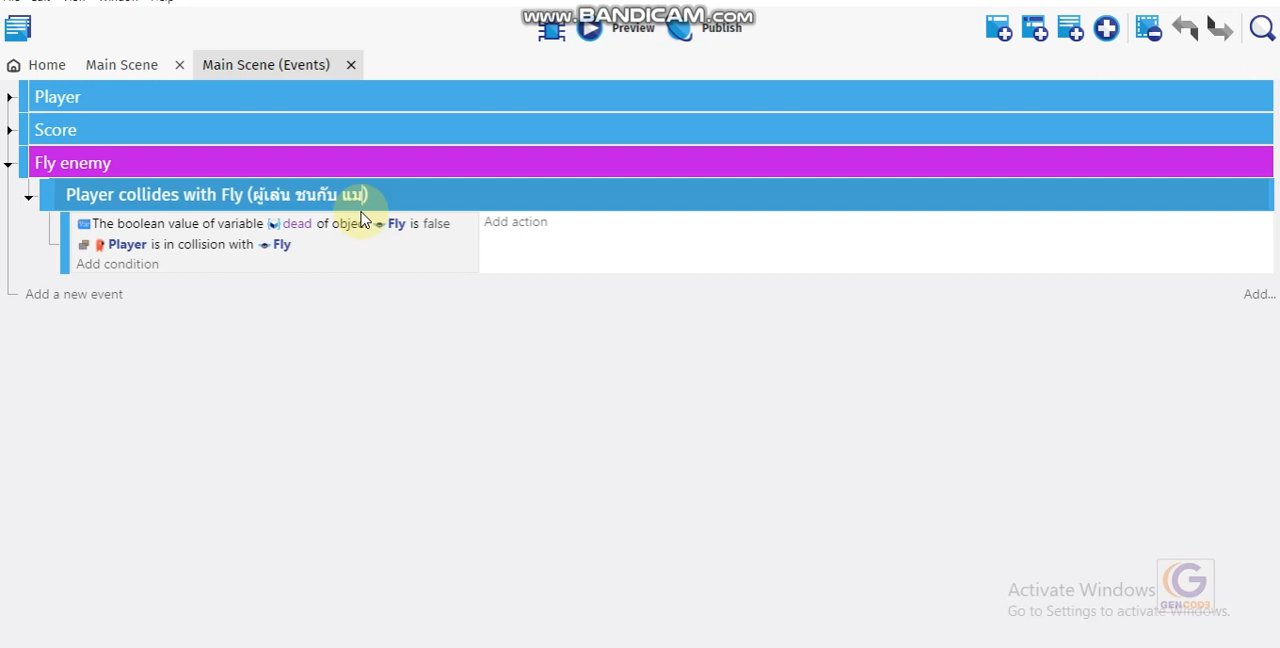 www.BANDICAM.com
Preview
Publish
Home
Main Scene
Main Scene (Events)
Player
Score
Fly enemy
Player collides with Fly (ผู้เล่น ชนกับ แม)
The boolean value of variable dead of object Fly is false
Add action
Player is in collision with Fly
Add condition
Add a new event
Add...
Activate Windows
Go to Settings to activate Windows.
GENCODE